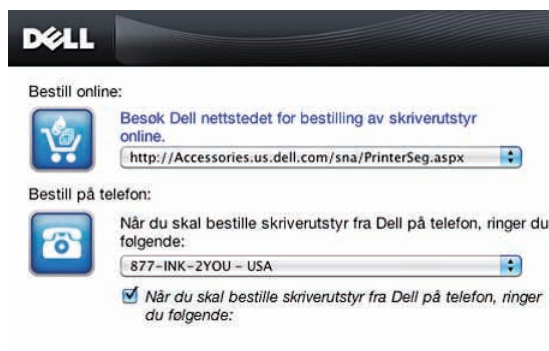 DELL
Bestill online:
Besøk Dell nettstedet for bestilling av skriverutstyr
online.
http://Accessories.us.dell.com/sna/PrinterSeg.aspx
Bestill på telefon:
Når du skal bestille skriverutstyr fra Dell på telefon, ringer du
følgende:
877-INK-2YOU - USA
Når du skal bestille skriverutstyr fra Dell på telefon, ringer
du følgende: